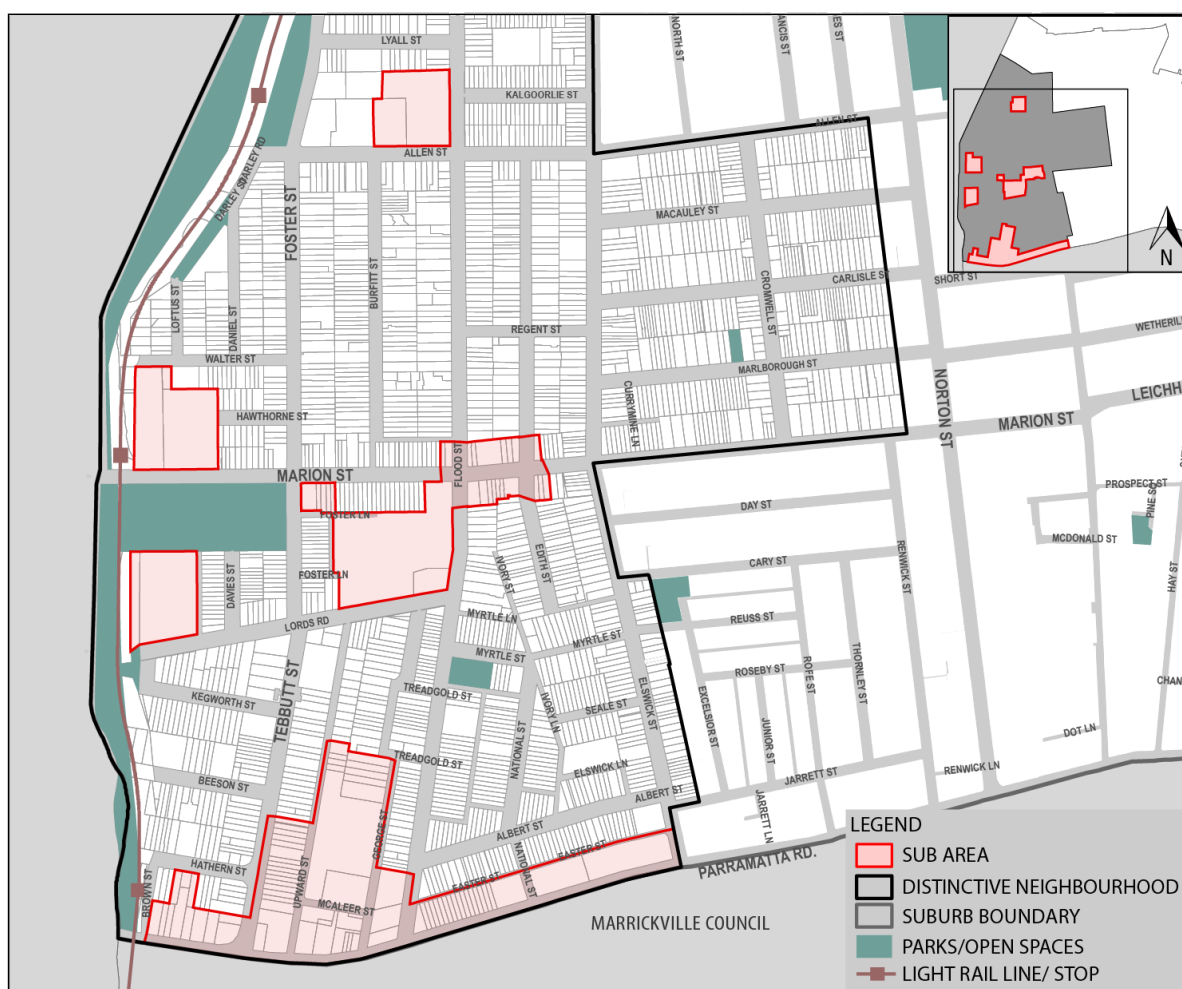 LYALL ST
NORTH ST
ANCIS ST
ES ST
KALGOORLIE ST
ALLEN ST
ALLEN ST
DARLEY ST
DARLEY RD
FOSTER ST
MACAULEY ST
BURFITT ST
CROMWELL ST
CARLISLE ST
SHORT ST
N
LOFTUS ST
DANIEL ST
REGENT ST
WETHERILL
WALTER ST
MARLBOROUGH ST
NORTON ST
CURRYMINE LN
LEICHH
HAWTHORNE ST
MARION ST
MARION ST
FLOOD ST
PROSPECT ST
PINE SQ
DAY ST
FOSTER LN
MCDONALD ST
EDITH ST
IVORY ST
CARY ST
RENWICK ST
HAY ST
DAVIES ST
FOSTER LN
LORDS RD
MYRTLE LN
REUSS ST
MYRTLE ST
MYRTLE ST
ROSEBY ST
ROFE ST
THORNLEY ST
CHAN
TREADGOLD ST
KEGWORTH ST
TEBBUTT ST
IVORY LN
SEALE ST
ELSWICK ST
EXCELSIOR ST
JUNIOR ST
DOT LN
NATIONAL ST
TREADGOLD ST
ELSWICK LN
RENWICK LN
JARRETT ST
BEESON ST
ALBERT ST
JARRETT LN
ALBERT ST
GEORGE ST
HATHERN ST
UPWARD ST
EASTER ST
EASTER ST
NATIONAL ST
PARRAMATTA RD.
BROWN ST
MCALEER ST
MARRICKVILLE COUNCIL
LEGEND
SUB AREA
DISTINCTIVE NEIGHBOURHOOD
SUBURB BOUNDARY
PARKS/OPEN SPACES
LIGHT RAIL LINE/ STOP